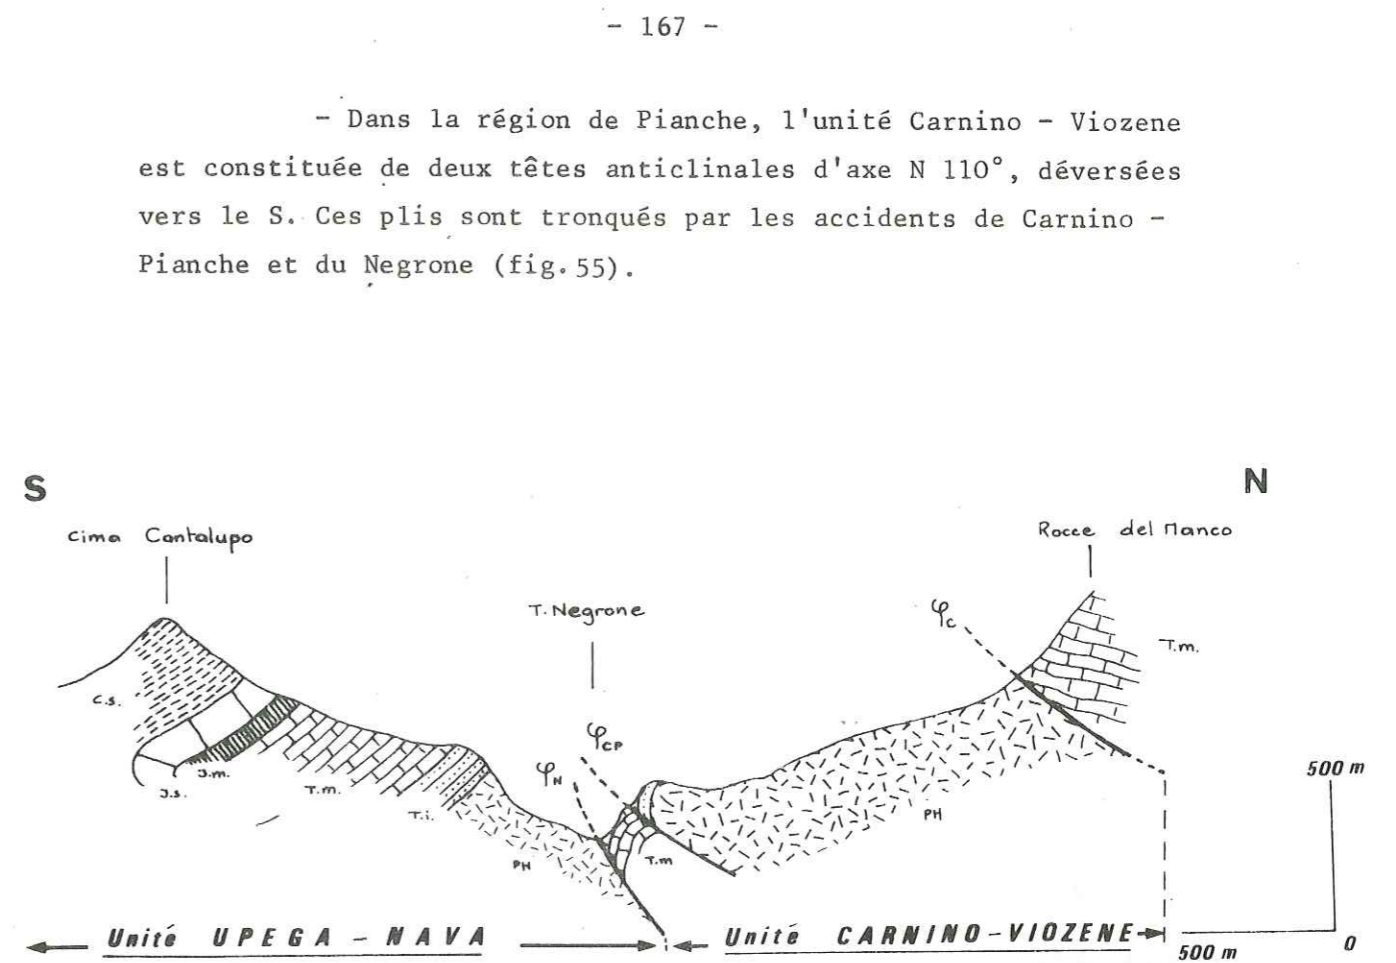 - 167 -
- Dans la région de Pianche, l'unité Carnino - Viozene
est constituée de deux têtes anticlinales d'axe N 110°, déversées
vers le S. Ces plis sont tronqués par les accidents de Carnino -
Pianche et du Negrone (fig. 55).
S
N
Cima Cantalupo
Rocce del Manco
T. Negrone
φC
T.m.
C.S.
φCP
φN
J.m.
J.S.
T.m.
T.i.
PH
T.m
PH
500 m
Unité UPEGA - NAVA
Unité CARNINO-VIOZENE
500 m
0